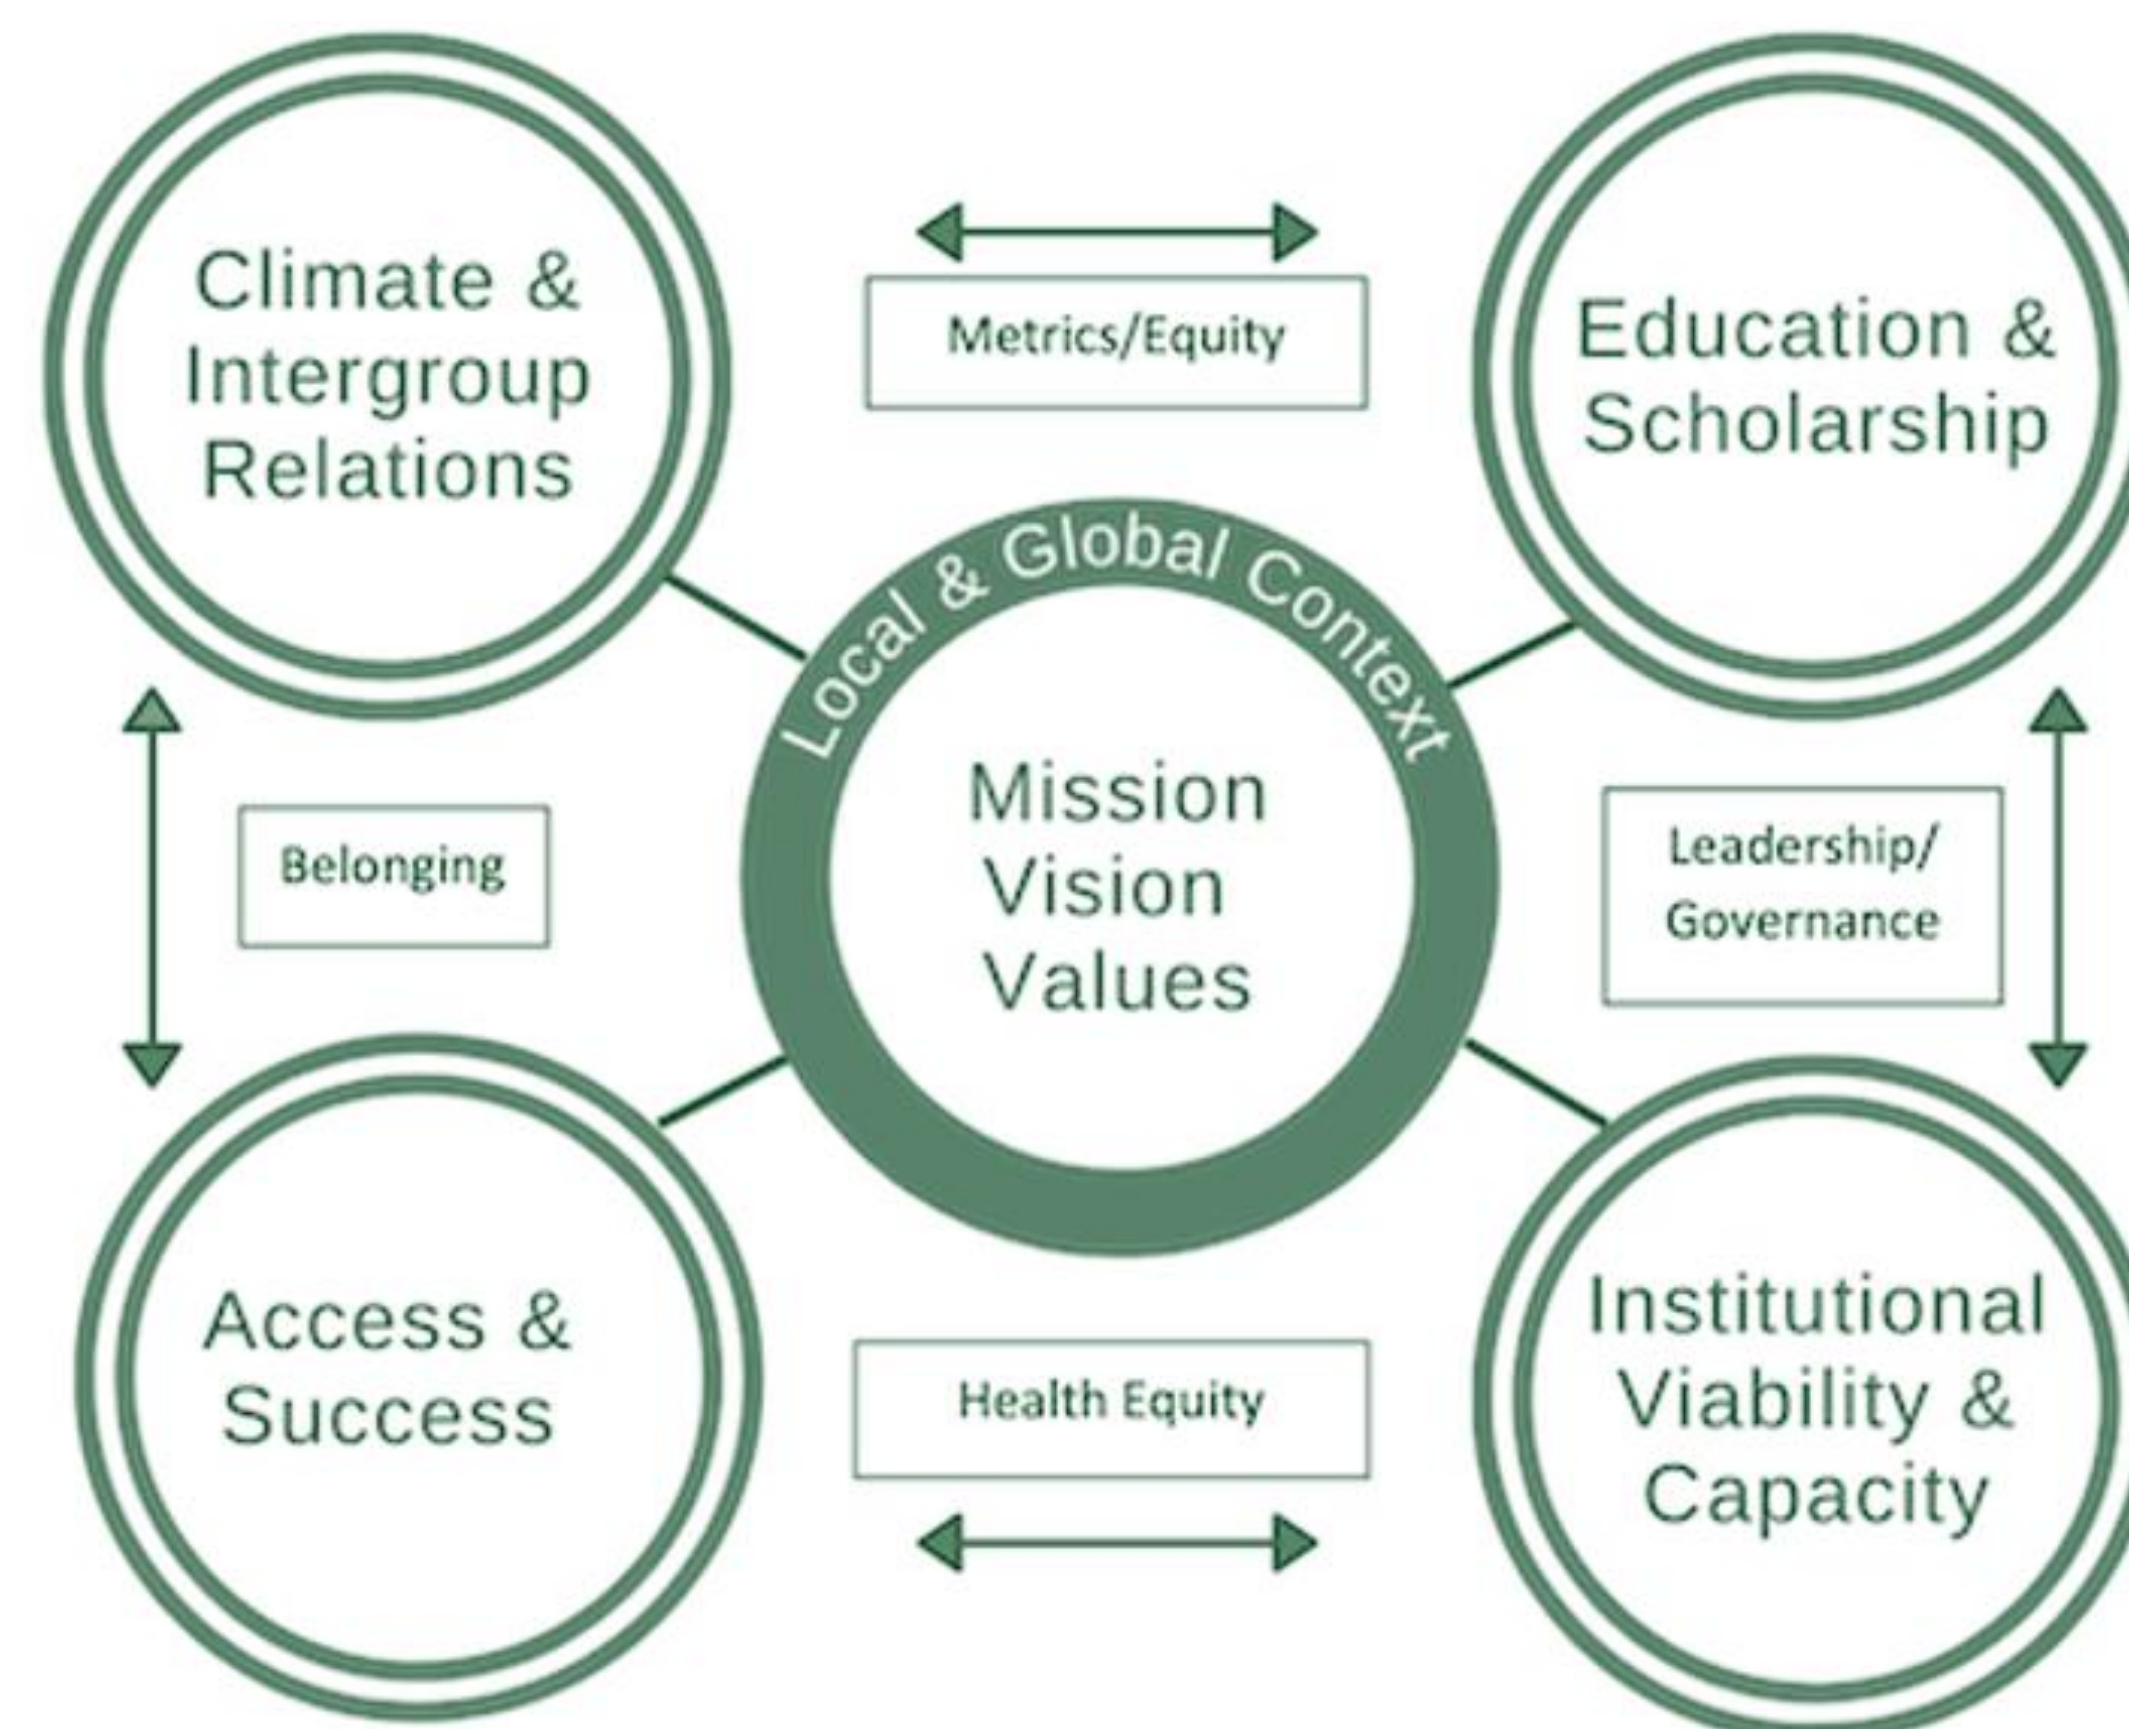 Climate &
Intergroup
Relations
Metrics/Equity
Education &
Scholarship
Local & Global Context
Mission
Vision
Values
Belonging
Leadership/
Governance
Access &
Success
Health Equity
Institutional
Viability &
Capacity